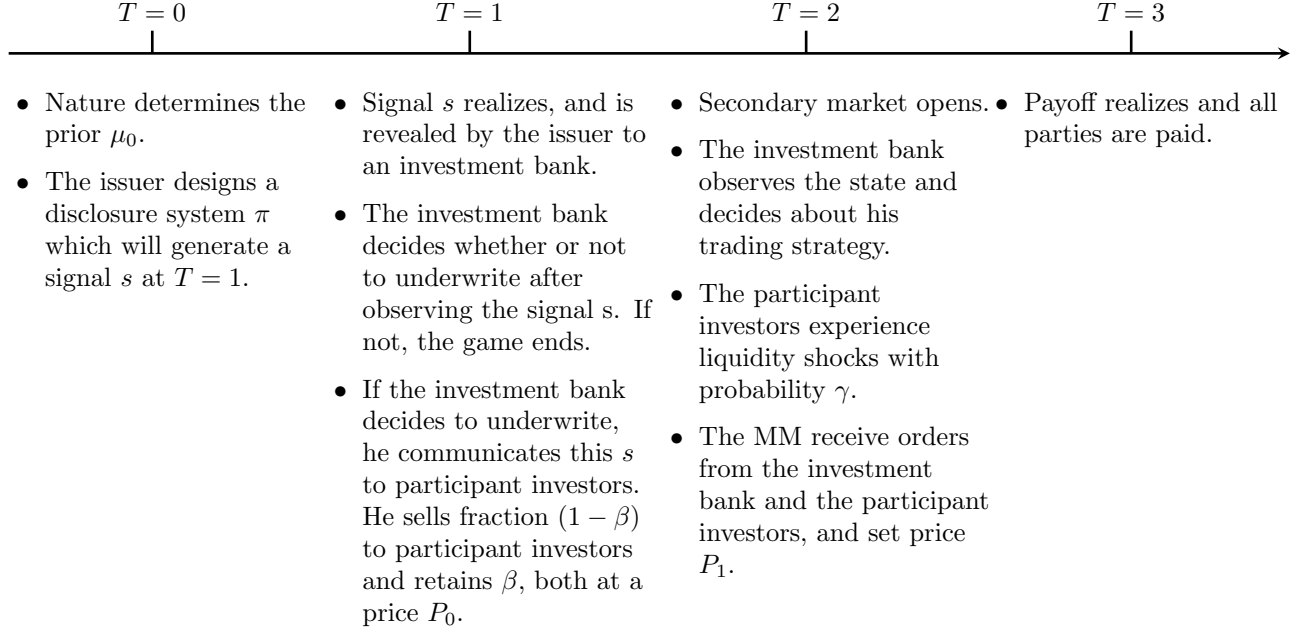 T = 0
T = 1
T = 2
T = 3
• Nature determines the
prior μ₀.
• The issuer designs a
disclosure system π
which will generate a
signal s at T = 1.
• Signal s realizes, and is
revealed by the issuer to
an investment bank.
• The investment bank
decides whether or not
to underwrite after
observing the signal s. If
not, the game ends.
• If the investment bank
decides to underwrite,
he communicates this s
to participant investors.
He sells fraction (1 − β)
to participant investors
and retains β, both at a
price P₀.
• Secondary market opens.
• The investment bank
observes the state and
decides about his
trading strategy.
• The participant
investors experience
liquidity shocks with
probability γ.
• The MM receive orders
from the investment
bank and the participant
investors, and set price
P₁.
• Payoff realizes and all
parties are paid.